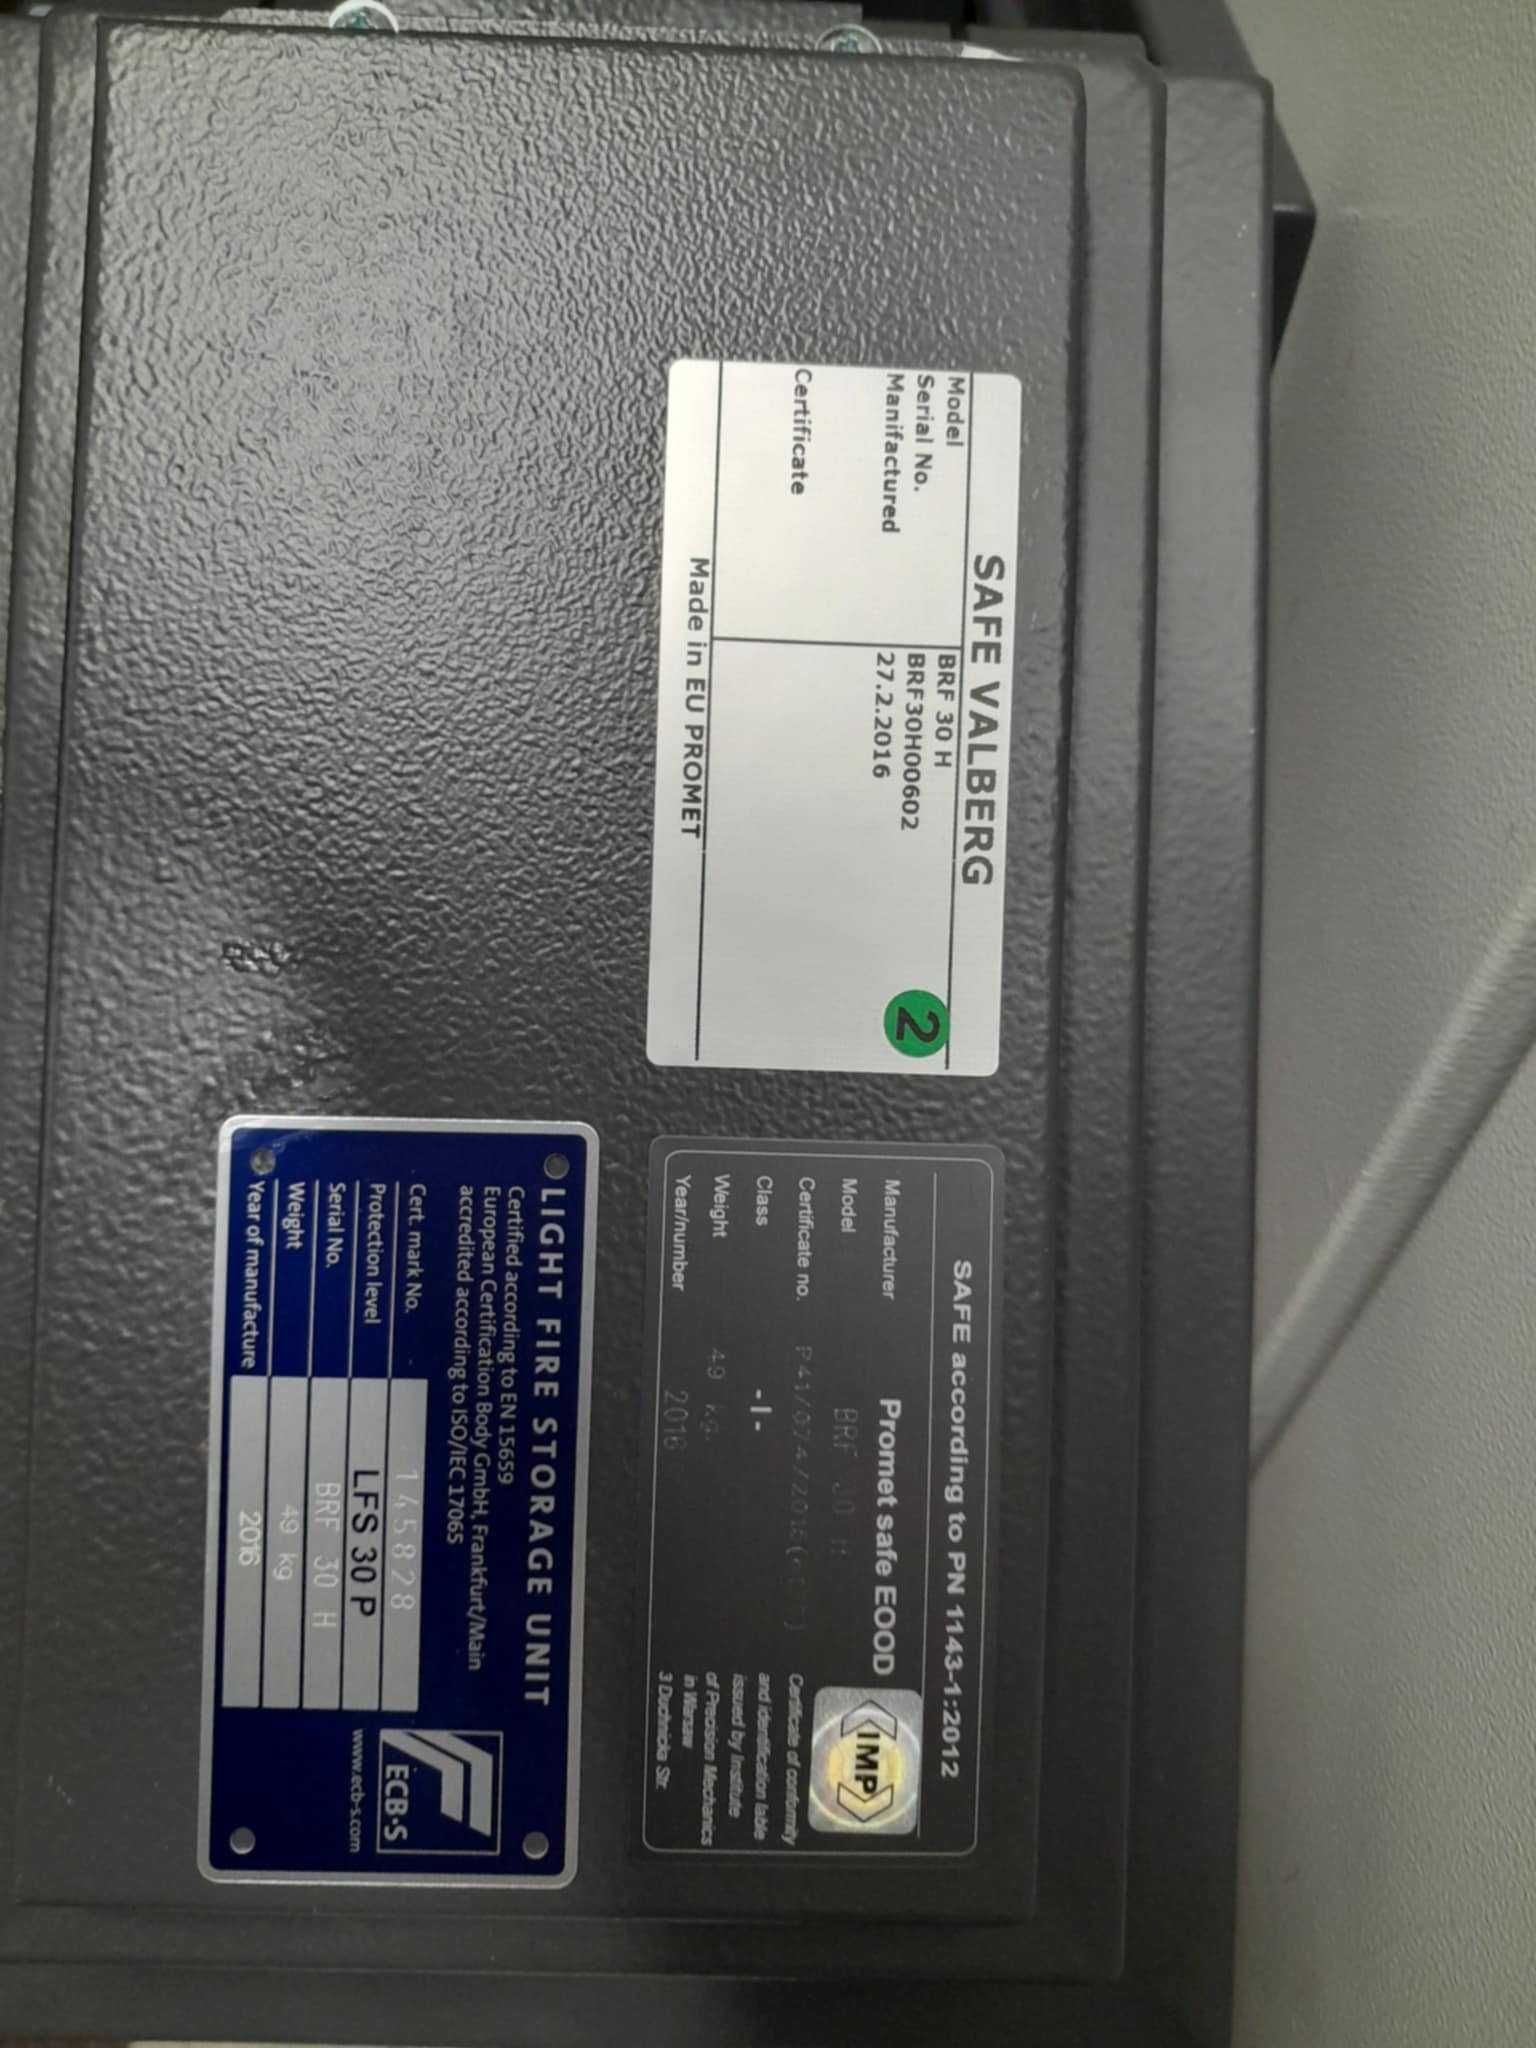 SAFE VALBERG
Model BRF 30 H
Serial No. BRF30H00602
Manifactured 27.2.2016
2
Certificate
Made in EU PROMET
SAFE according to PN 1143-1:2012
Manufacturer Promet safe EOOD
Model BRF 30 H
Certificate no.
Class - I -
Weight 49 kg.
Year/number 2016
IMP
Certificate of conformity
and identification lable
issued by Institute
of Precision Mechanics
in Warsaw
3 Duchnicka Str.
LIGHT FIRE STORAGE UNIT
Certified according to EN 15659
European Certification Body GmbH, Frankfurt/Main
accredited according to ISO/IEC 17065
Cert. mark No. 145828
Protection level LFS 30 P
Serial No. BRF 30 H
Weight 49 kg
Year of manufacture 2016
ECB·S
www.ecb-s.com